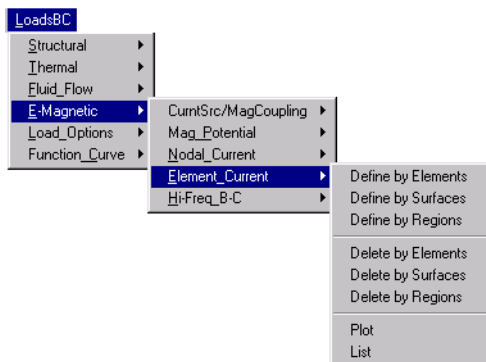 LoadsBC
Structural
Thermal
Fluid_Flow
E-Magnetic
Load_Options
Function_Curve
CurntSrc/MagCoupling
Mag_Potential
Nodal_Current
Element_Current
Hi-Freq_B-C
Define by Elements
Define by Surfaces
Define by Regions
Delete by Elements
Delete by Surfaces
Delete by Regions
Plot
List